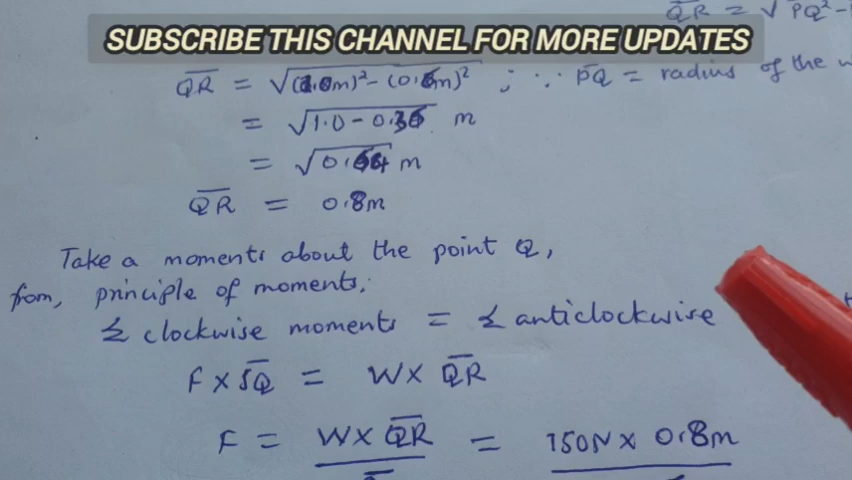 QR = √PQ² -
SUBSCRIBE THIS CHANNEL FOR MORE UPDATES
QR = √(1.0m)² - (0.6m)² ; ∵ PQ = radius of the
= √1.0 - 0.36 m
= √0.64 m
QR = 0.8m
Take a moments about the point Q,
from, principle of moments,
Σ clockwise moments = Σ anticlockwise
F x SQ = W x QR
F = W x QR = 150N x 0.8m